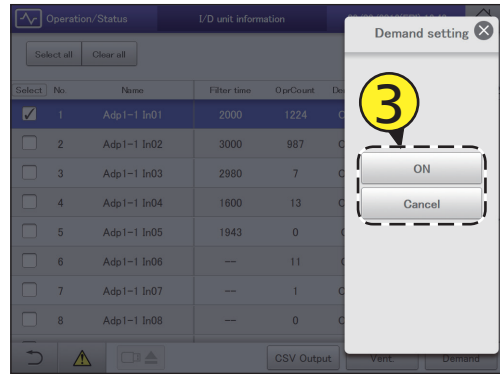 Operation/Status I/D unit information
Demand setting
Select all Clear all
3
Select No. Name Filter time OprCount
1 Adp1-1 In01 2000 1224
2 Adp1-1 In02 3000 987
3 Adp1-1 In03 2980 7
4 Adp1-1 In04 1600 13
5 Adp1-1 In05 1943 0
6 Adp1-1 In06 -- 11
7 Adp1-1 In07 -- 1
8 Adp1-1 In08 -- 0
ON
Cancel
CSV Output Vent. Demand